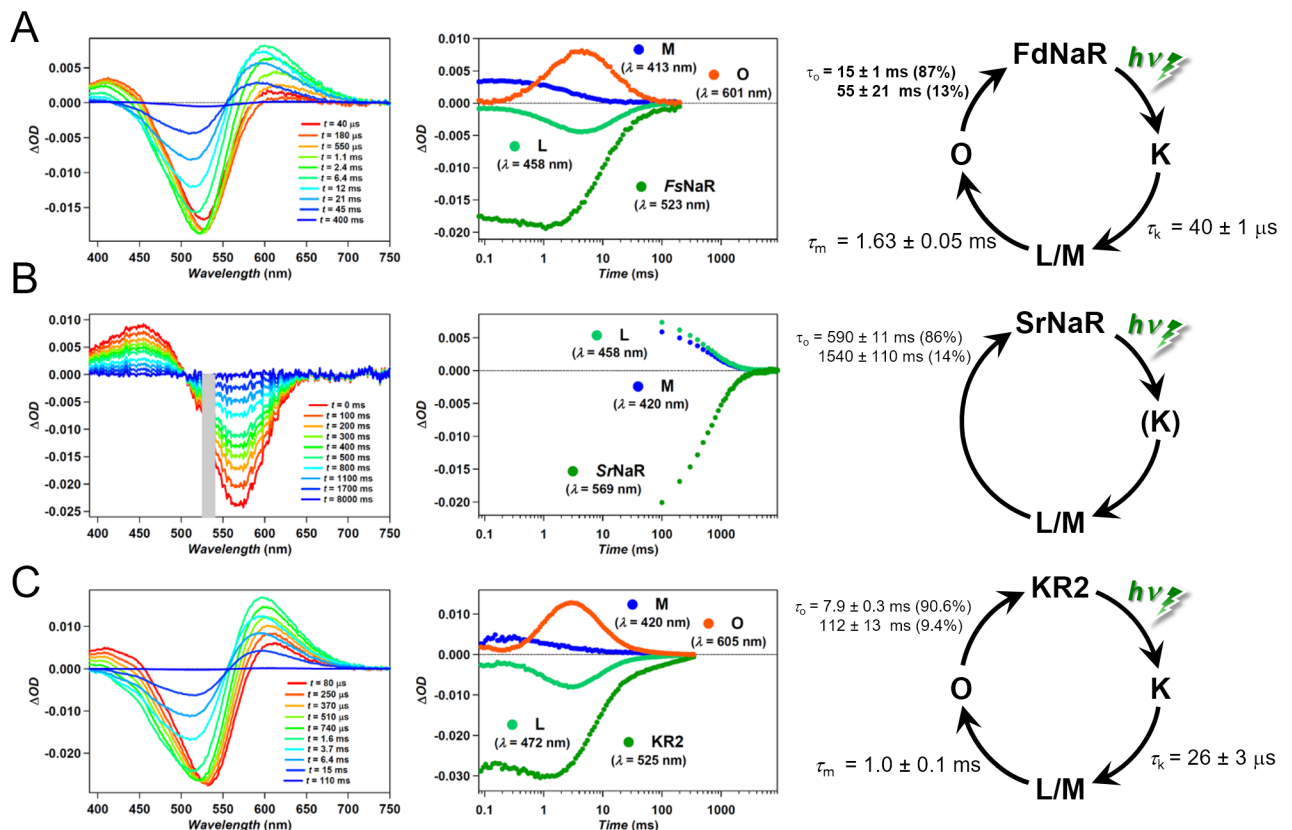 A
ΔOD
0.005
0.000
-0.005
-0.010
-0.015
400 450 500 550 600 650 700 750
Wavelength (nm)
t = 40 μs
t = 180 μs
t = 550 μs
t = 1.1 ms
t = 2.4 ms
t = 6.4 ms
t = 12 ms
t = 21 ms
t = 45 ms
t = 400 ms
ΔOD
0.010
0.005
0.000
-0.005
-0.010
-0.015
-0.020
0.1 1 10 100 1000
Time (ms)
M
(λ = 413 nm)
O
(λ = 601 nm)
L
(λ = 458 nm)
FsNaR
(λ = 523 nm)
FdNaR
hν
τo = 15 ± 1 ms (87%)
55 ± 21 ms (13%)
O
K
τk = 40 ± 1 μs
τm = 1.63 ± 0.05 ms
L/M
B
ΔOD
0.010
0.005
0.000
-0.005
-0.010
-0.015
-0.020
-0.025
400 450 500 550 600 650 700 750
Wavelength (nm)
t = 0 ms
t = 100 ms
t = 200 ms
t = 300 ms
t = 400 ms
t = 500 ms
t = 800 ms
t = 1100 ms
t = 1700 ms
t = 8000 ms
ΔOD
0.005
0.000
-0.005
-0.010
-0.015
-0.020
0.1 1 10 100 1000
Time (ms)
L
(λ = 458 nm)
M
(λ = 420 nm)
SrNaR
(λ = 569 nm)
SrNaR
hν
τo = 590 ± 11 ms (86%)
1540 ± 110 ms (14%)
(K)
L/M
C
ΔOD
0.010
0.000
-0.010
-0.020
400 450 500 550 600 650 700 750
Wavelength (nm)
t = 80 μs
t = 250 μs
t = 370 μs
t = 510 μs
t = 740 μs
t = 1.6 ms
t = 3.7 ms
t = 6.4 ms
t = 15 ms
t = 110 ms
ΔOD
0.010
0.000
-0.010
-0.020
-0.030
0.1 1 10 100 1000
Time (ms)
M
(λ = 420 nm)
O
(λ = 605 nm)
L
(λ = 472 nm)
KR2
(λ = 525 nm)
KR2
hν
τo = 7.9 ± 0.3 ms (90.6%)
112 ± 13 ms (9.4%)
O
K
τk = 26 ± 3 μs
τm = 1.0 ± 0.1 ms
L/M